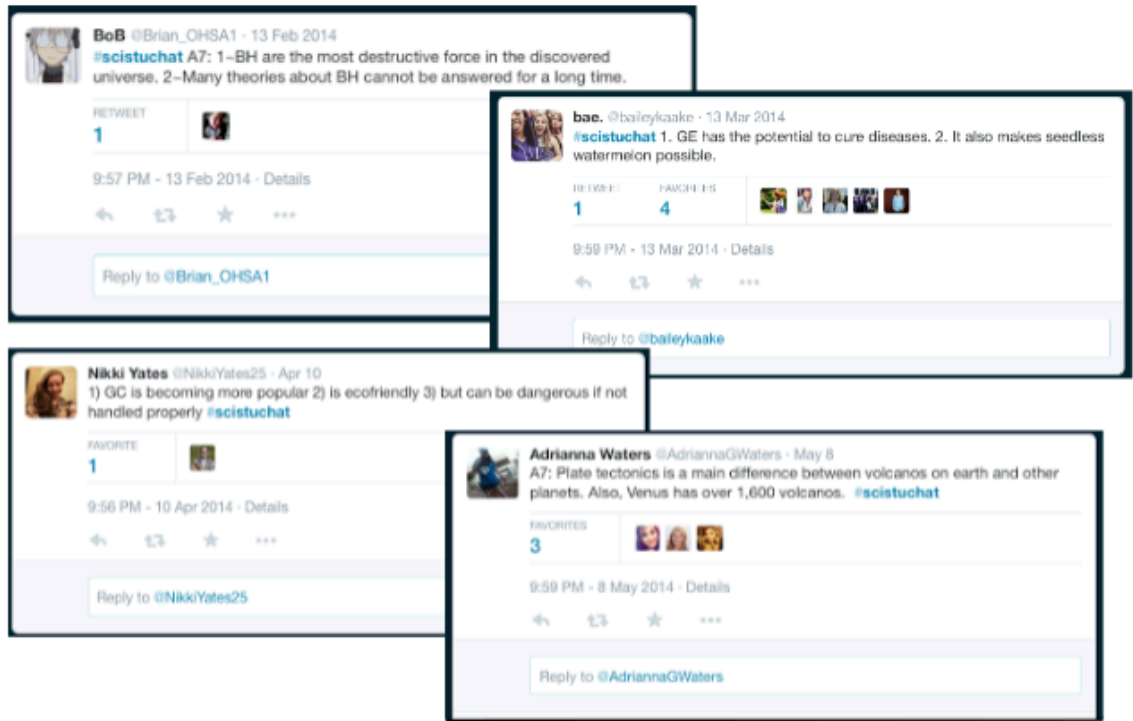 BoB @Brian_OHSA1 · 13 Feb 2014
#scistuchat A7: 1~BH are the most destructive force in the discovered
universe. 2~Many theories about BH cannot be answered for a long time.
RETWEET
1
9:57 PM - 13 Feb 2014 · Details
Reply to @Brian_OHSA1
bae. @baileykaake · 13 Mar 2014
#scistuchat 1. GE has the potential to cure diseases. 2. It also makes seedless
watermelon possible.
RETWEET FAVORITES
1 4
9:59 PM - 13 Mar 2014 · Details
Reply to @baileykaake
Nikki Yates @NikkiYates25 · Apr 10
1) GC is becoming more popular 2) is ecofriendly 3) but can be dangerous if not
handled properly #scistuchat
FAVORITE
1
9:56 PM - 10 Apr 2014 · Details
Reply to @NikkiYates25
Adrianna Waters @AdriannaGWaters · May 8
A7: Plate tectonics is a main difference between volcanos on earth and other
planets. Also, Venus has over 1,600 volcanos. #scistuchat
FAVORITES
3
9:59 PM - 8 May 2014 · Details
Reply to @AdriannaGWaters